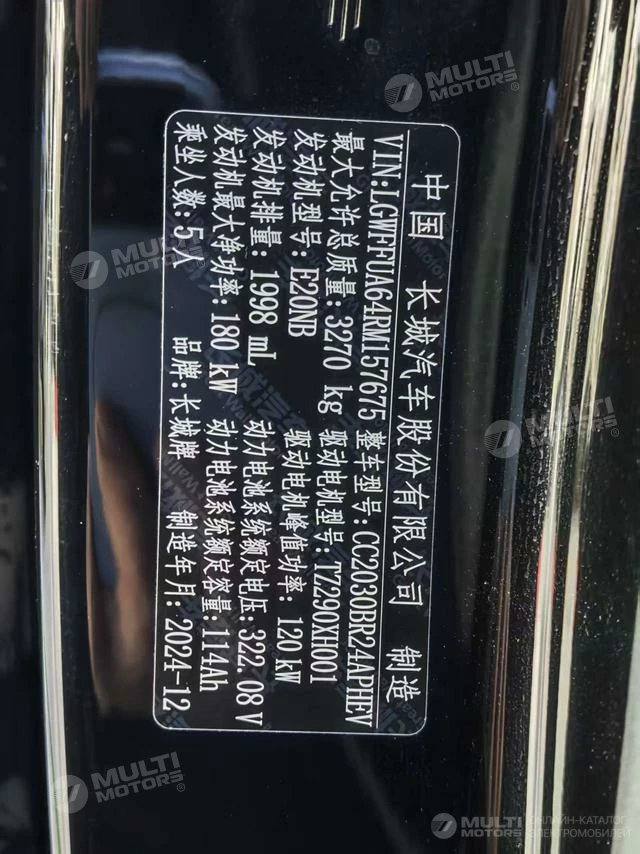 中国 长城汽车股份有限公司 制造
VIN:LGWFFUA64RM157675 整车型号:CC2030BR24APHEV
最大允许总质量:3270 kg 驱动电机型号:TZ290XH001
发动机型号:E20NB 驱动电机峰值功率:120kW
发动机排量:1998 mL 动力电池系统额定电压:322.08V
发动机最大净功率:180 kW 动力电池系统额定容量:114Ah
乘坐人数:5人 品牌:长城牌 制造年月:2024-12
MULTI
MOTORS®
MULTI
MOTORS®
MULTI
MOTORS®
MULTI
MOTORS®
MULTI
MOTORS
ОНЛАЙН-КАТАЛОГ
ЭЛЕКТРОМОБИЛЕЙ